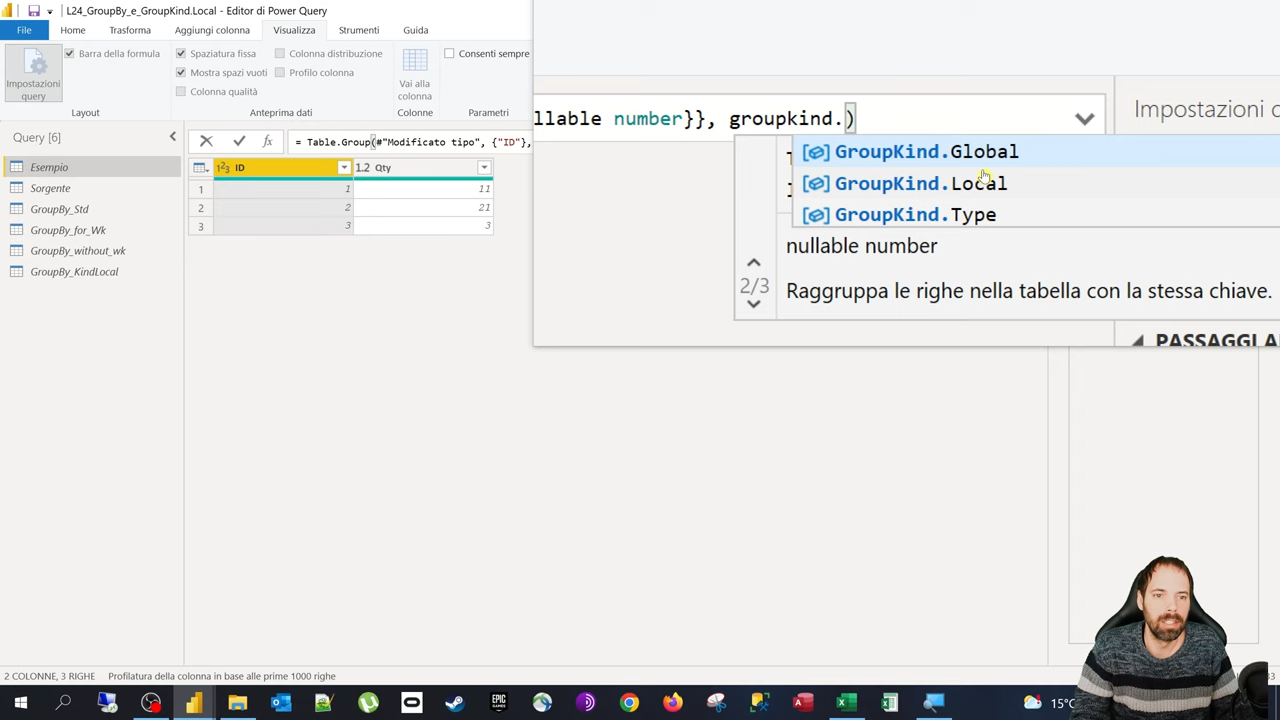 L24_GroupBy_e_GroupKind.Local - Editor di Power Query
File Home Trasforma Aggiungi colonna Visualizza Strumenti Guida
Impostazioni query
Barra della formula
Layout
Spaziatura fissa
Mostra spazi vuoti
Colonna qualità
Colonna distribuzione
Profilo colonna
Anteprima dati
Vai alla colonna
Colonne
Consenti sempre
Parametri
Query [6]
Esempio
Sorgente
GroupBy_Std
GroupBy_for_Wk
GroupBy_without_wk
GroupBy_KindLocal
fx = Table.Group(#"Modificato tipo", {"ID"},
1²3 ID 1.2 Qty
1 1 11
2 2 21
3 3 3
llable number}}, groupkind.)
Impostazioni
GroupKind.Global
GroupKind.Local
GroupKind.Type
nullable number
2/3
Raggruppa le righe nella tabella con la stessa chiave.
2 COLONNE, 3 RIGHE Profilatura della colonna in base alle prime 1000 righe
EPIC GAMES
15°C